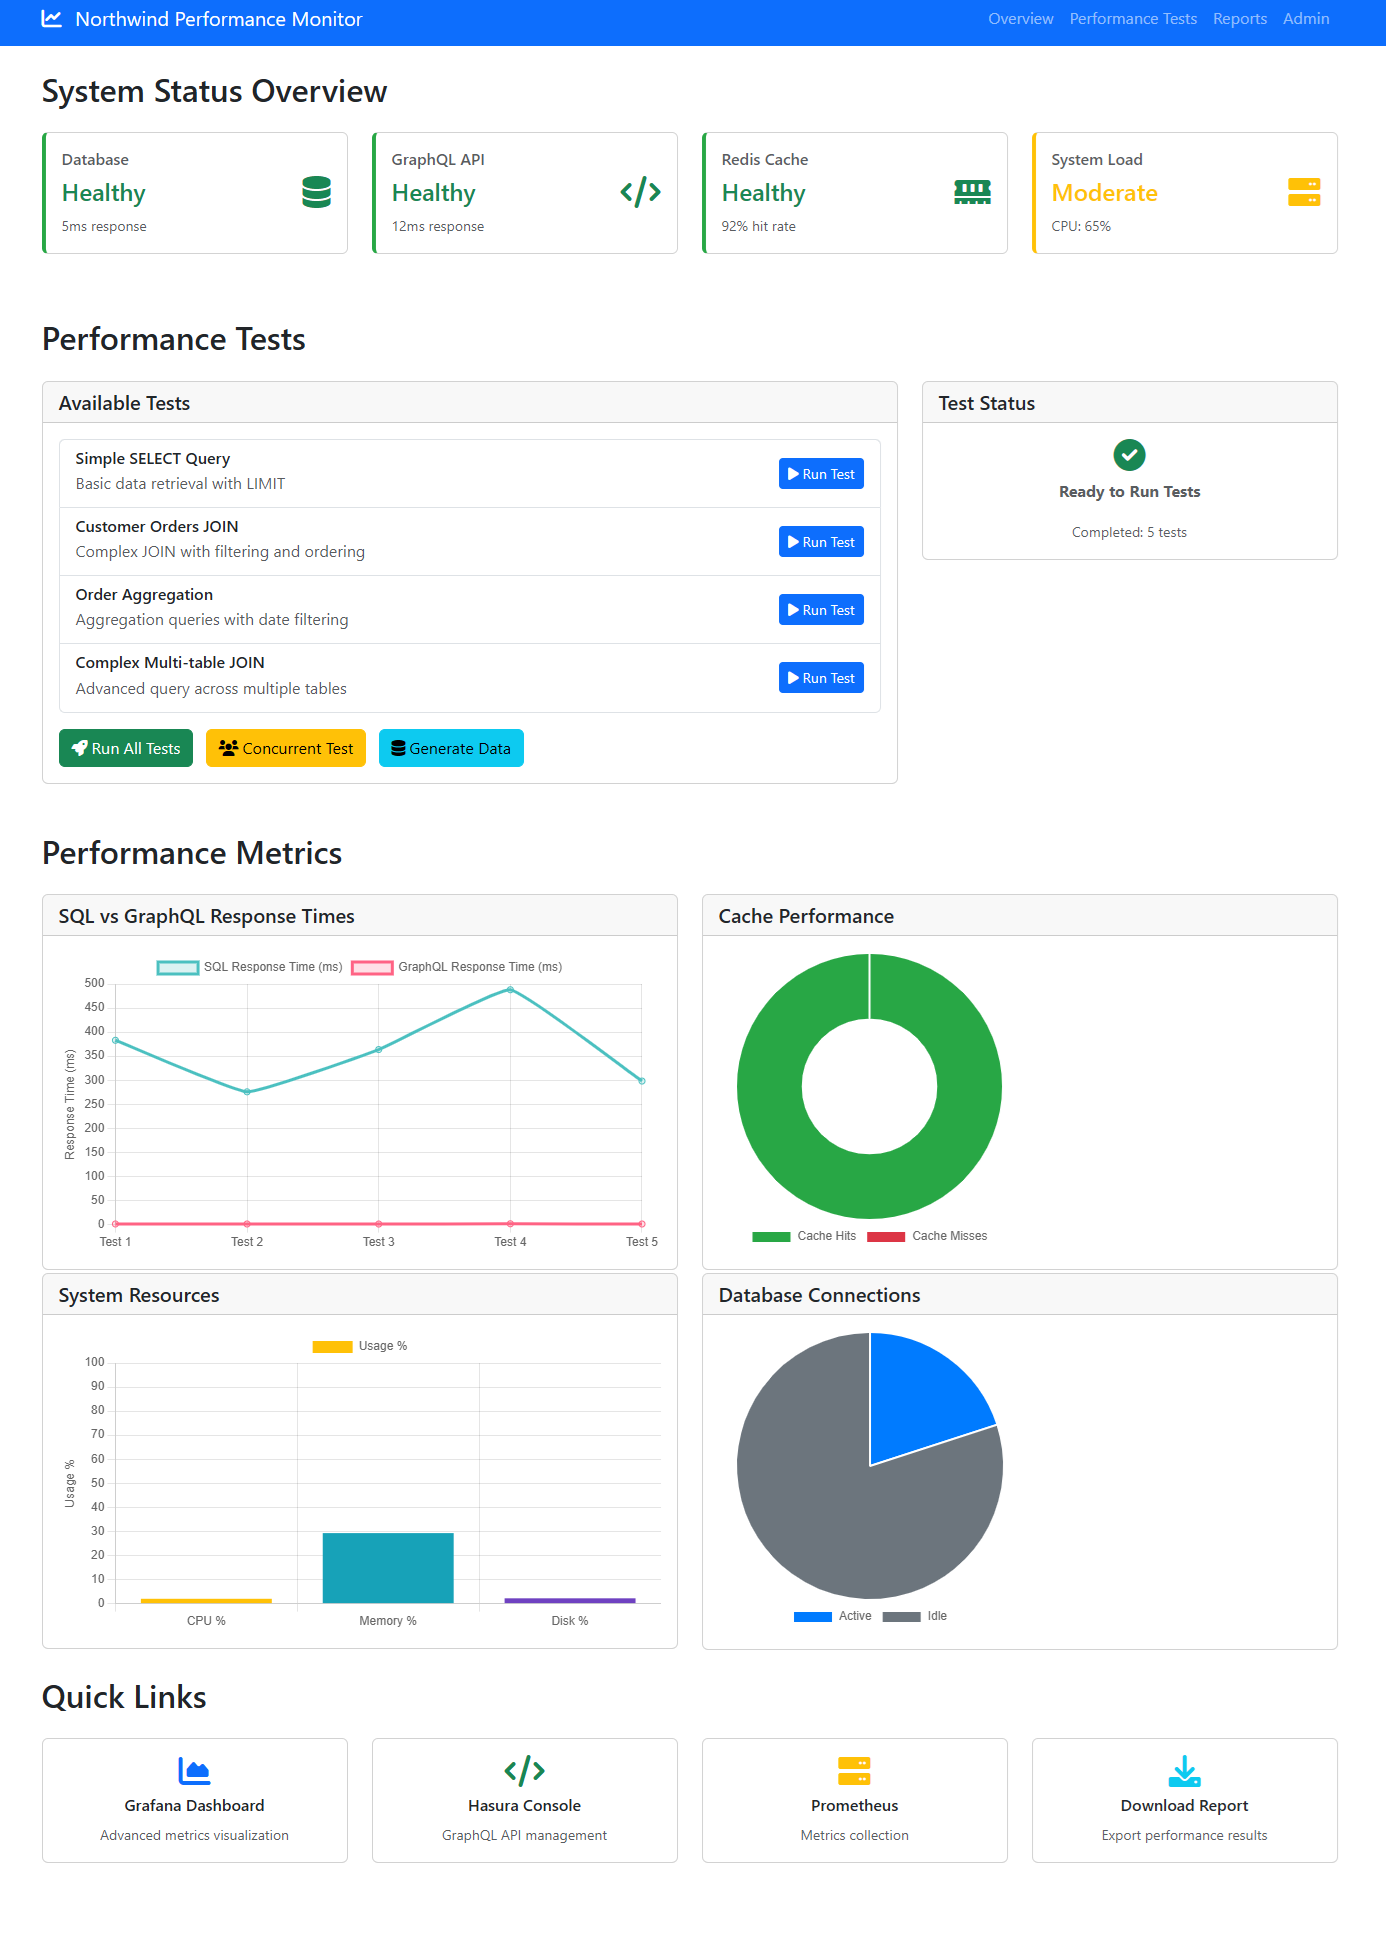 Northwind Performance Monitor
Overview Performance Tests Reports Admin
System Status Overview
Database
Healthy
5ms response
GraphQL API
Healthy
12ms response
Redis Cache
Healthy
92% hit rate
System Load
Moderate
CPU: 65%
Performance Tests
Available Tests
Simple SELECT Query
Basic data retrieval with LIMIT
Run Test
Customer Orders JOIN
Complex JOIN with filtering and ordering
Run Test
Order Aggregation
Aggregation queries with date filtering
Run Test
Complex Multi-table JOIN
Advanced query across multiple tables
Run Test
Run All Tests
Concurrent Test
Generate Data
Test Status
Ready to Run Tests
Completed: 5 tests
Performance Metrics
SQL vs GraphQL Response Times
SQL Response Time (ms)
GraphQL Response Time (ms)
Response Time (ms)
500
450
400
350
300
250
200
150
100
50
0
Test 1
Test 2
Test 3
Test 4
Test 5
Cache Performance
Cache Hits
Cache Misses
System Resources
Usage %
Usage %
100
90
80
70
60
50
40
30
20
10
0
CPU %
Memory %
Disk %
Database Connections
Active
Idle
Quick Links
Grafana Dashboard
Advanced metrics visualization
Hasura Console
GraphQL API management
Prometheus
Metrics collection
Download Report
Export performance results